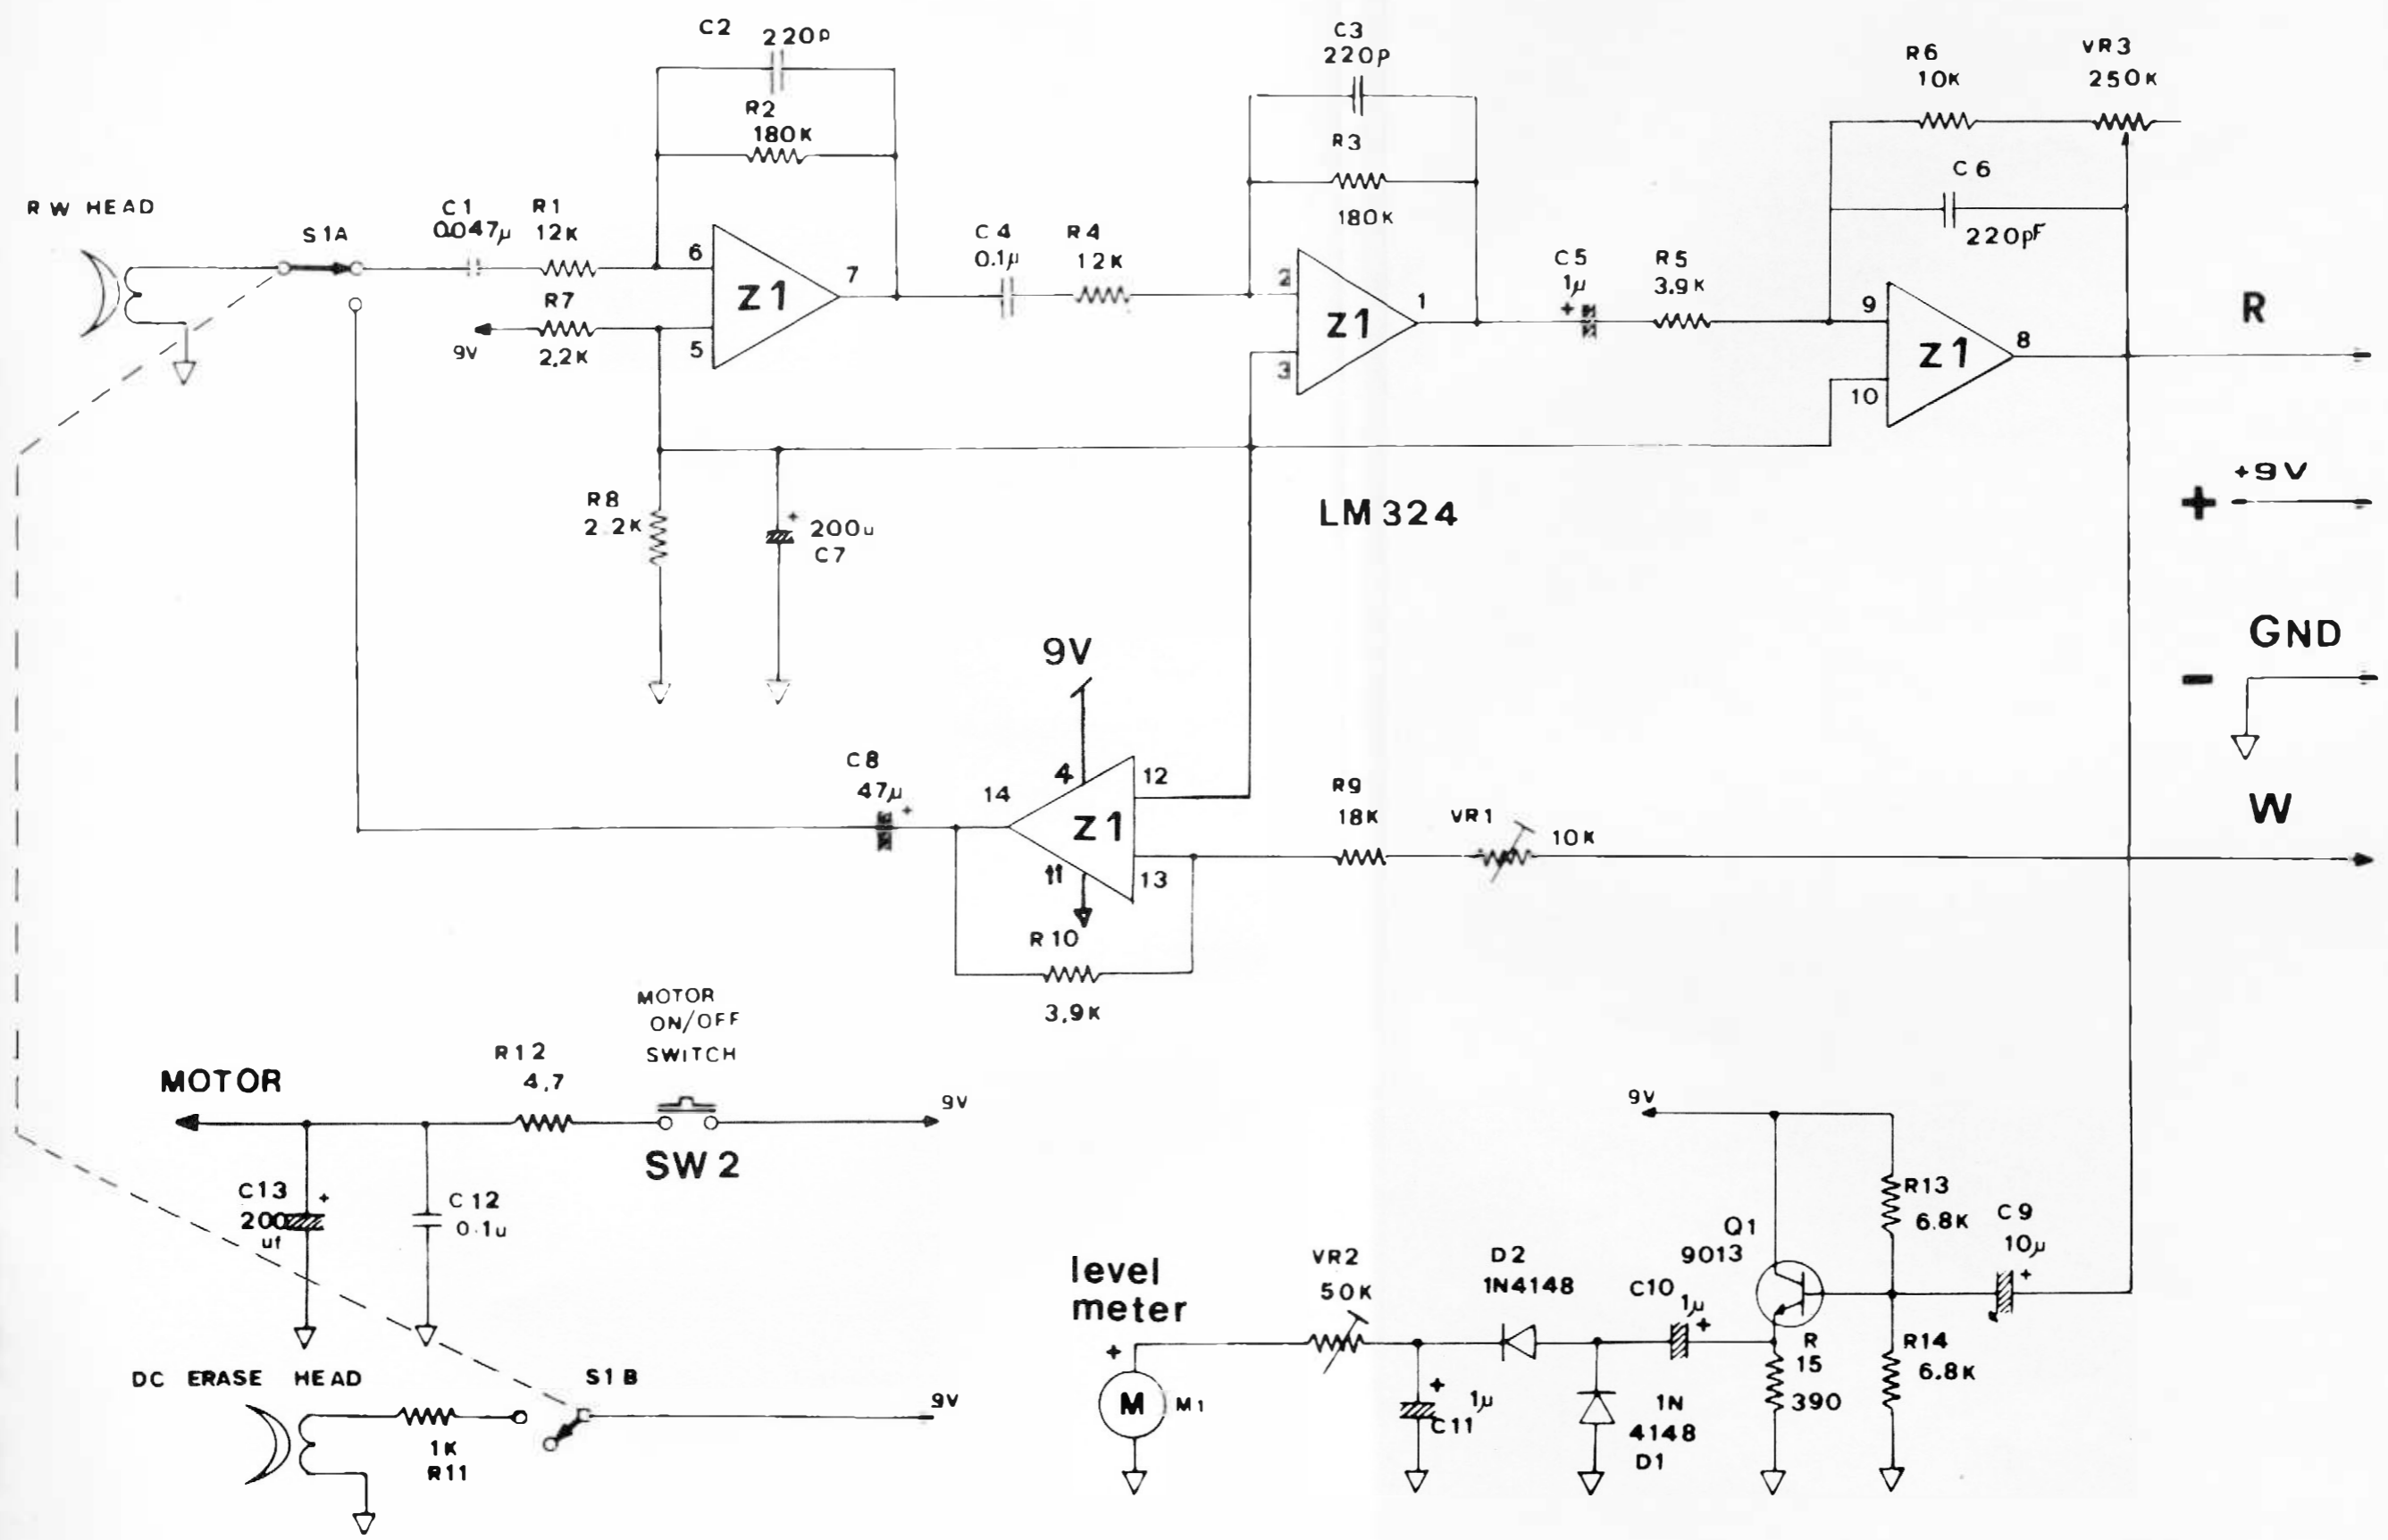 C2 220p
R2
180K
RW HEAD
S1A
C1
0.047µ
R1
12K
6
7
Z1
5
R7
2,2K
9V
C4
0.1µ
R4
12K
C3
220p
R3
180K
2
1
Z1
3
C5
1µ
+
R5
3.9K
R6
10K
VR3
250K
C6
220pF
9
8
Z1
10
R
+9V
+
GND
-
W
R8
2.2K
+
200u
C7
LM324
9V
C8
47µ
+
14
4
12
Z1
11
13
R10
3,9K
R9
18K
VR1
10K
MOTOR
ON/OFF
SWITCH
MOTOR
R12
4,7
9V
SW2
C13
+
200
uf
C12
0.1u
DC ERASE HEAD
1K
R11
S1B
9V
level
meter
+
M
M1
VR2
50K
D2
1N4148
+
1µ
C11
C10
1µ
+
1N
4148
D1
9V
Q1
9013
R13
6.8K
C9
10µ
+
R
15
390
R14
6.8K